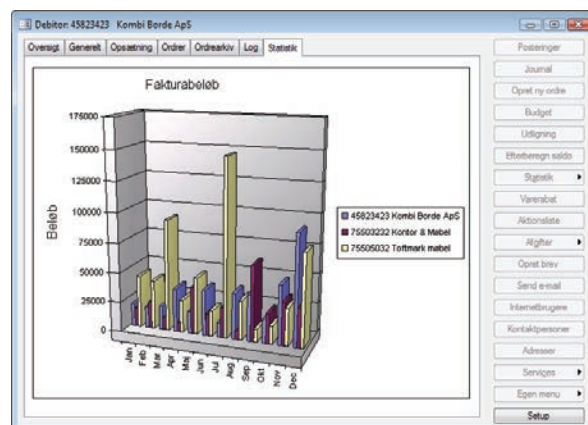 Debitor: 45823423   Kombi Borde ApS
Oversigt
Generelt
Opsætning
Ordrer
Ordrearkiv
Log
Statistik
Fakturabeløb
175000
150000
125000
100000
75000
50000
25000
0
Beløb
Jan
Feb
Mar
Apr
Maj
Jun
Jul
Aug
Sep
Okt
Nov
Dec
45823423 Kombi Borde ApS
75503232 Kontor & Møbel
75505032 Toftmark møbel
Posteringer
Journal
Opret ny ordre
Budget
Udligning
Efterberegn saldo
Statistik
Varerabat
Aktionsliste
Afgifter
Opret brev
Send e-mail
Internetbrugere
Kontaktpersoner
Adresser
Services
Egen menu
Setup